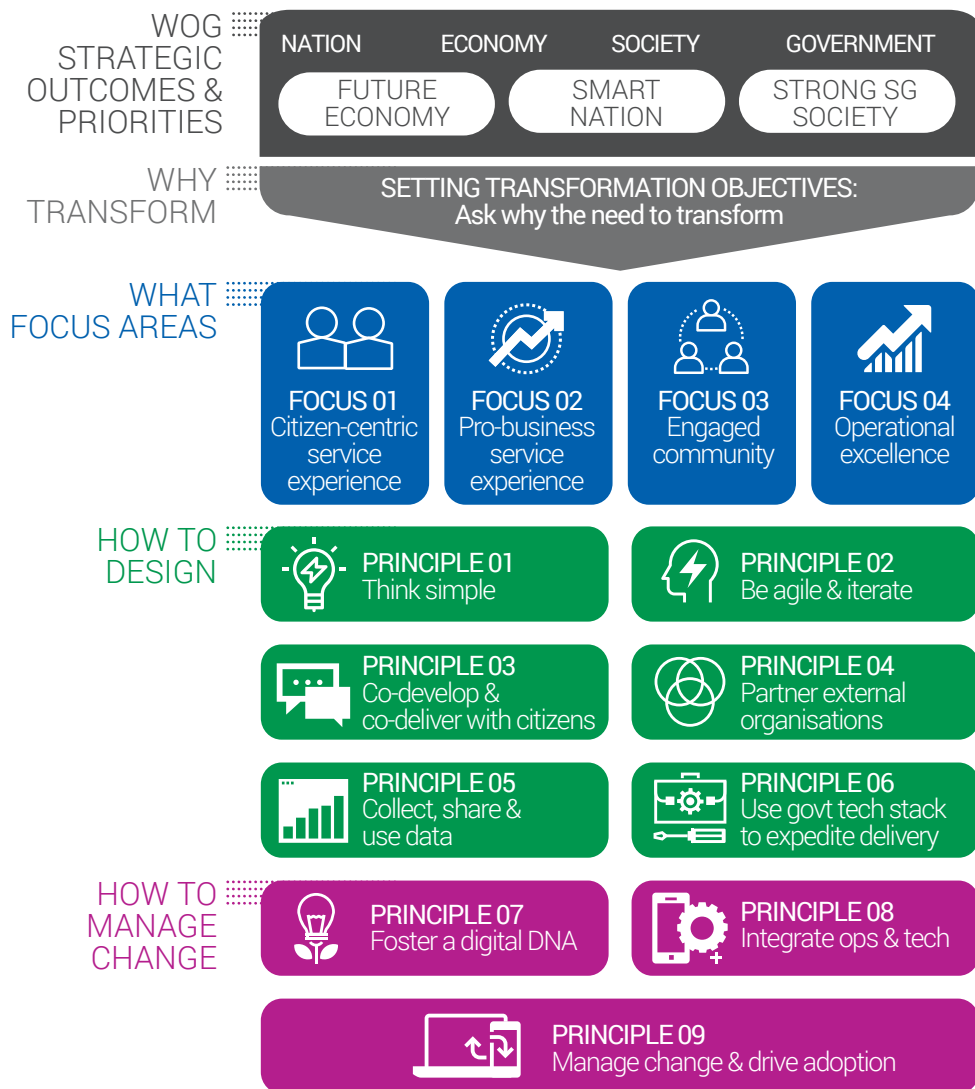 WOG
STRATEGIC
OUTCOMES &
PRIORITIES
NATION ECONOMY SOCIETY GOVERNMENT
FUTURE
ECONOMY
SMART
NATION
STRONG SG
SOCIETY
WHY
TRANSFORM
SETTING TRANSFORMATION OBJECTIVES:
Ask why the need to transform
WHAT
FOCUS AREAS
FOCUS 01
Citizen-centric
service
experience
FOCUS 02
Pro-business
service
experience
FOCUS 03
Engaged
community
FOCUS 04
Operational
excellence
HOW TO
DESIGN
PRINCIPLE 01
Think simple
PRINCIPLE 02
Be agile & iterate
PRINCIPLE 03
Co-develop &
co-deliver with citizens
PRINCIPLE 04
Partner external
organisations
PRINCIPLE 05
Collect, share &
use data
PRINCIPLE 06
Use govt tech stack
to expedite delivery
HOW TO
MANAGE
CHANGE
PRINCIPLE 07
Foster a digital DNA
PRINCIPLE 08
Integrate ops & tech
PRINCIPLE 09
Manage change & drive adoption